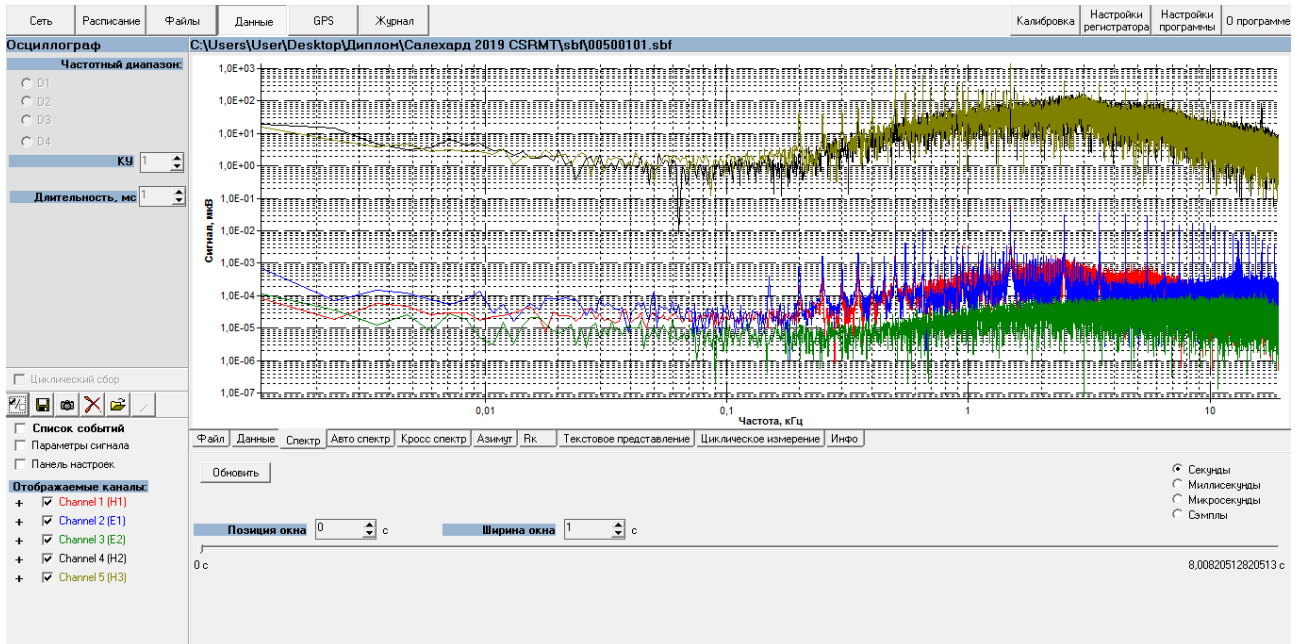 Сеть Расписание Файлы Данные GPS Журнал Калибровка Настройки регистратора Настройки программы О программе
Осциллограф
C:\Users\User\Desktop\Диплом\Салехард 2019 CSRMT\sbf\00500101.sbf
Частотный диапазон:
D1
D2
D3
D4
КУ 1
Длительность, мс 1
Циклический сбор
Список событий
Параметры сигнала
Панель настроек
Отображаемые каналы:
+ Channel 1 (H1)
+ Channel 2 (E1)
+ Channel 3 (E2)
+ Channel 4 (H2)
+ Channel 5 (H3)
Сигнал, мкВ
1,0E+03
1,0E+02
1,0E+01
1,0E+00
1,0E-01
1,0E-02
1,0E-03
1,0E-04
1,0E-05
1,0E-06
1,0E-07
0,01 0,1 1 10
Частота, кГц
Файл Данные Спектр Авто спектр Кросс спектр Азимут Rк Текстовое представление Циклическое измерение Инфо
Обновить
Секунды
Миллисекунды
Микросекунды
Сэмплы
Позиция окна 0 с Ширина окна 1 с
0 с 8,00820512820513 с